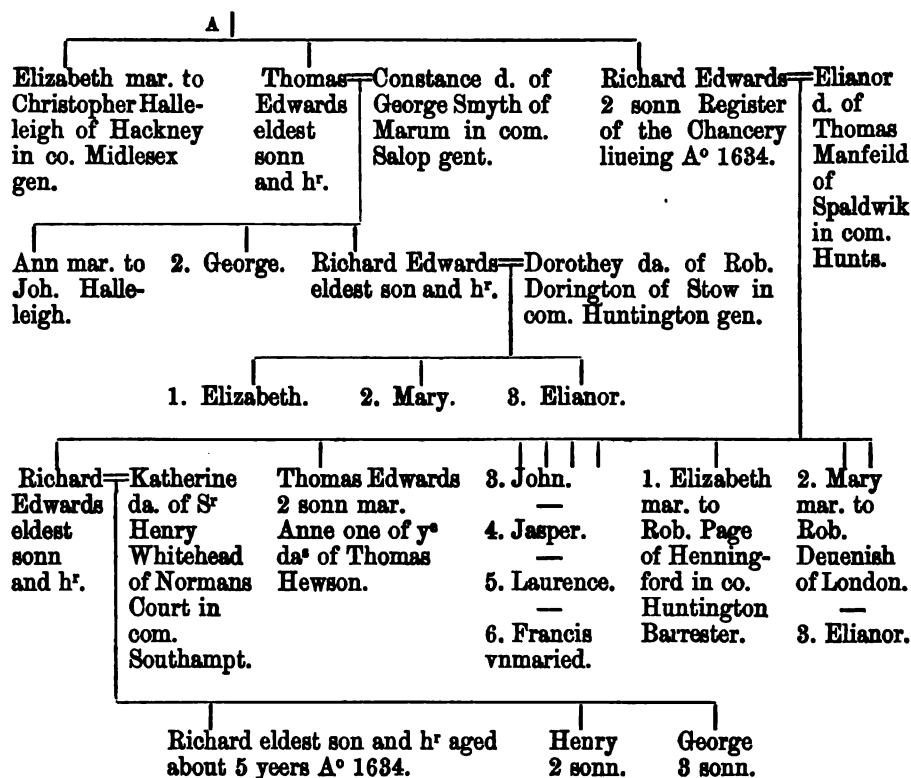 A
Elizabeth mar. to
Christopher Halle-
leigh of Hackney
in co. Midlesex
gen.
Thomas
Edwards
eldest
sonn
and hʳ.
Constance d. of
George Smyth of
Marum in com.
Salop gent.
Richard Edwards
2 sonn Register
of the Chancery
liueing Aᵒ 1634.
Elianor
d. of
Thomas
Manfeild
of
Spaldwik
in com.
Hunts.
Ann mar. to
Joh. Halle-
leigh.
2. George.
Richard Edwards
eldest son and hʳ.
Dorothey da. of Rob.
Dorington of Stow in
com. Huntington gen.
1. Elizabeth.
2. Mary.
3. Elianor.
Richard
Edwards
eldest
sonn
and hʳ.
Katherine
da. of Sʳ
Henry
Whitehead
of Normans
Court in
com.
Southampt.
Thomas Edwards
2 sonn mar.
Anne one of yᵉ
daˢ of Thomas
Hewson.
3. John.
—
4. Jasper.
—
5. Laurence.
—
6. Francis
vnmaried.
1. Elizabeth
mar. to
Rob. Page
of Henning-
ford in co.
Huntington
Barrester.
2. Mary
mar. to
Rob.
Deuenish
of London.
—
3. Elianor.
Richard eldest son and hʳ aged
about 5 yeers Aᵒ 1634.
Henry
2 sonn.
George
3 sonn.